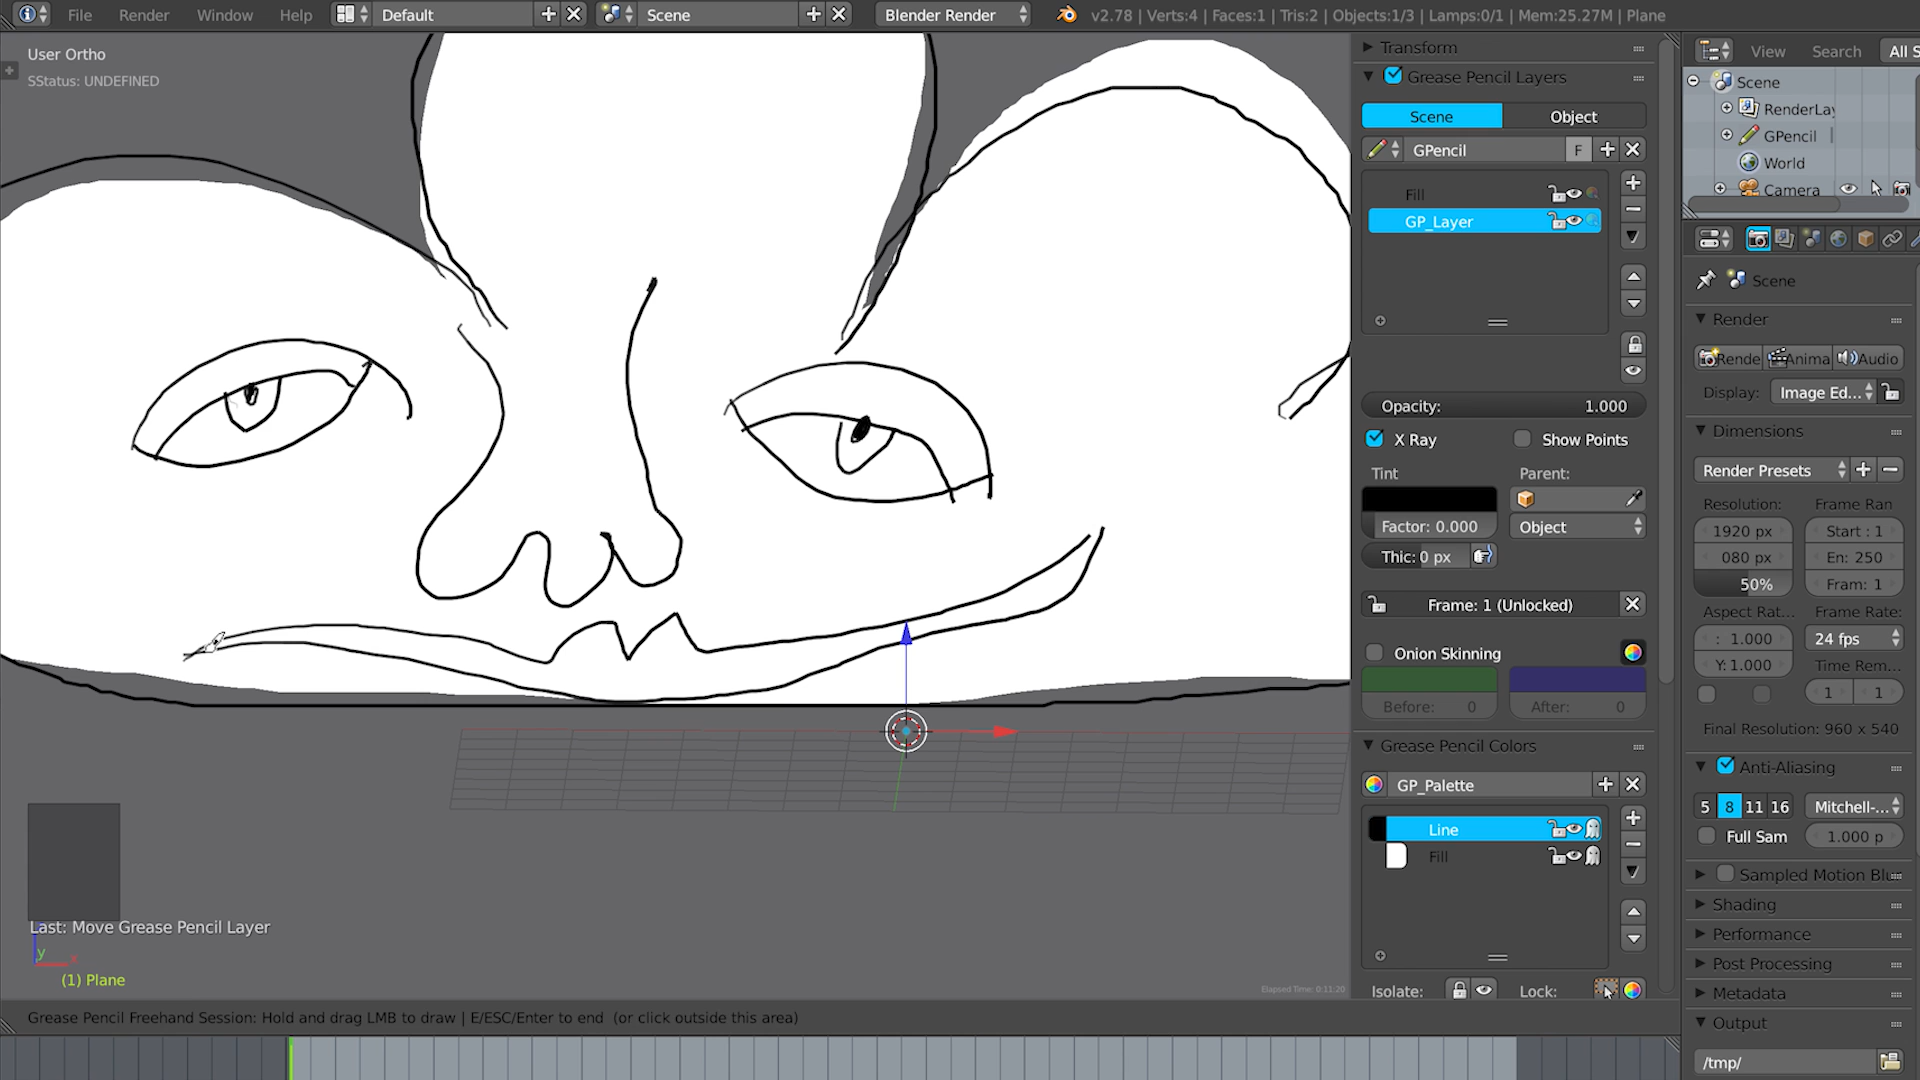 File Render Window Help Default Scene Blender Render v2.78 | Verts:4 | Faces:1 | Tris:2 | Objects:1/3 | Lamps:0/1 | Mem:25.27M | Plane
User Ortho
SStatus: UNDEFINED
Last: Move Grease Pencil Layer
y
x
(1) Plane
Elapsed Time: 0:11:20
Grease Pencil Freehand Session: Hold and drag LMB to draw | E/ESC/Enter to end (or click outside this area)
Transform
Grease Pencil Layers
Scene Object
GPencil F
Fill
GP_Layer
Opacity: 1.000
X Ray Show Points
Tint Parent:
Factor: 0.000 Object
Thic: 0 px
Frame: 1 (Unlocked)
Onion Skinning
Before: 0 After: 0
Grease Pencil Colors
GP_Palette
Line
Fill
Isolate: Lock:
View Search All S
Scene
RenderLay
GPencil
World
Camera
Scene
Render
Rende Anima Audio
Display: Image Ed...
Dimensions
Render Presets
Resolution: Frame Ran
1920 px Start : 1
080 px En: 250
50% Fram: 1
Aspect Rat... Frame Rate:
: 1.000 24 fps
Y: 1.000 Time Rem...
1 1
Final Resolution: 960 x 540
Anti-Aliasing
5 8 11 16 Mitchell-...
Full Sam 1.000 p
Sampled Motion Blu
Shading
Performance
Post Processing
Metadata
Output
/tmp/